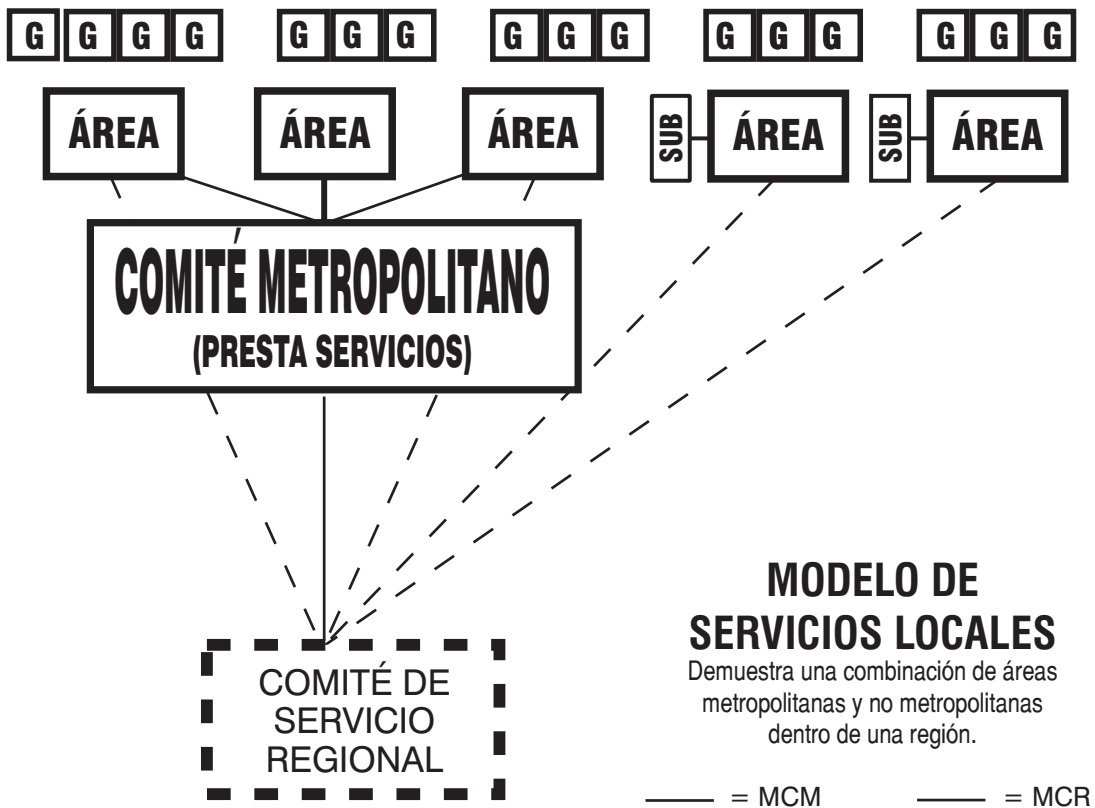 G G G G G G G G G G G G G G G G
ÁREA ÁREA ÁREA SUB ÁREA SUB ÁREA
COMITÉ METROPOLITANO
(PRESTA SERVICIOS)
COMITÉ DE
SERVICIO
REGIONAL
MODELO DE
SERVICIOS LOCALES
Demuestra una combinación de áreas
metropolitanas y no metropolitanas
dentro de una región.
= MCM = MCR